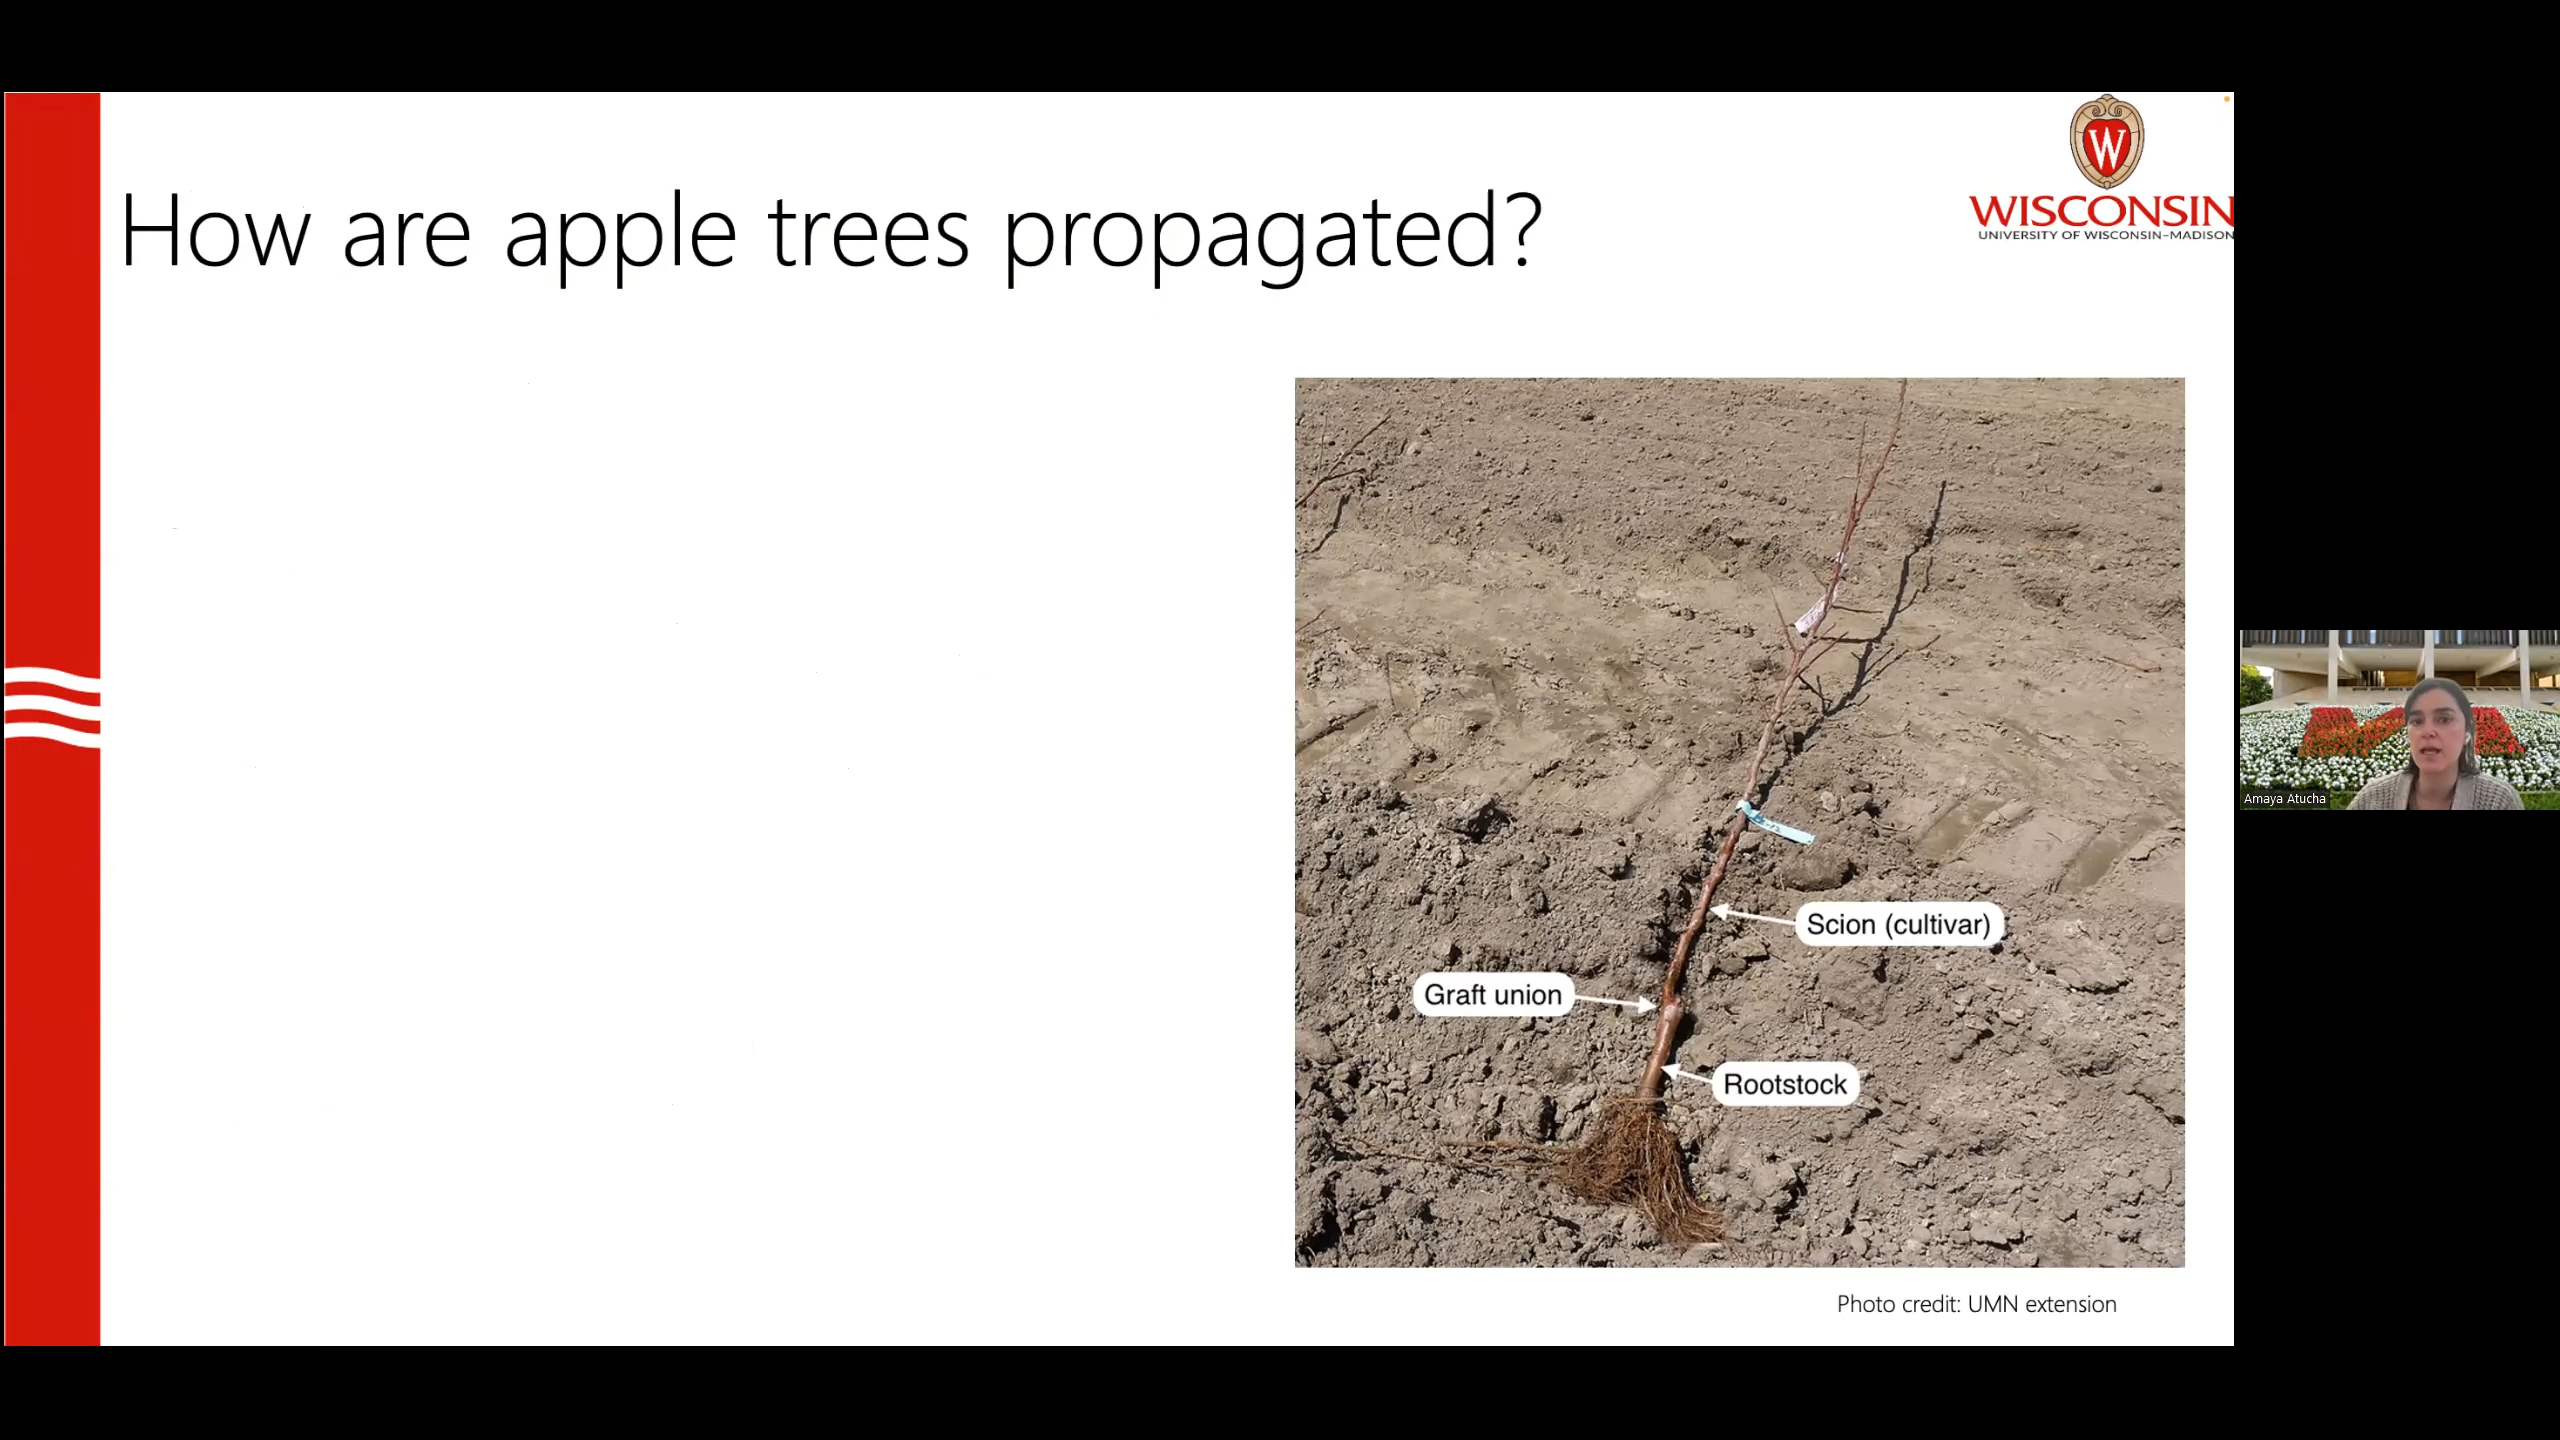 How are apple trees propagated?
W
WISCONSIN
UNIVERSITY OF WISCONSIN–MADISON
Scion (cultivar)
Graft union
Rootstock
Photo credit: UMN extension
Amaya Atucha